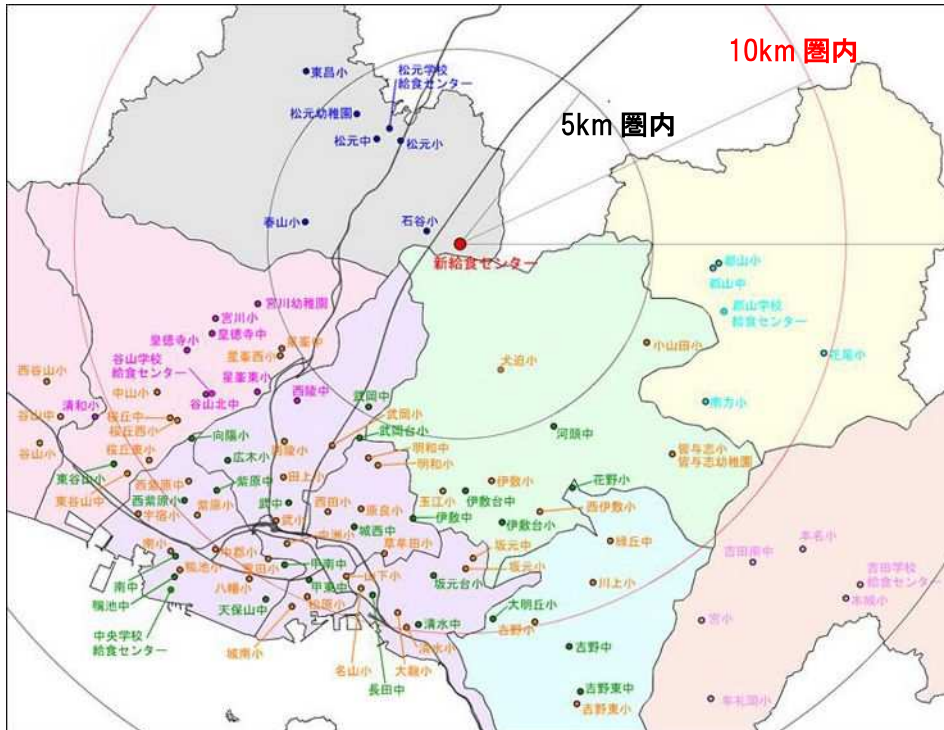 10km 圏内
5km 圏内
東昌小
松元学校
給食センター
松元幼稚園
松元中
松元小
春山小
石谷小
新給食センター
郡山小
郡山中
郡山学校
給食センター
花尾小
南方小
宮川幼稚園
宮川小
皇徳寺中
皇徳寺小
星峯中
星峯西小
谷山学校
給食センター
星峯東小
西谷山小
中山小
谷山北中
西陵中
武岡中
犬迫小
小山田小
谷山中
清和小
桜丘中
桜丘西小
武岡小
武岡台小
河頭中
谷山小
向陽小
西陵小
明和中
明和小
桜丘東小
広木小
留与志小
留与志幼稚園
東谷山小
東谷山中
西紫原中
紫原中
田上小
玉江小
伊敷小
伊敷台中
花野小
西紫原小
紫原小
武中
西田小
原良小
宇宿小
武小
城西中
伊敷中
伊敷台小
西伊敷小
南小
中郡小
中洲小
草牟田小
坂元中
緑丘中
本名小
吉田南中
鴨池小
荒田小
甲南中
山下小
坂元台小
坂元小
川上小
吉田学校
給食センター
南中
八幡小
甲東中
本城小
鴨池中
天保山中
松原小
大明丘小
宮小
中央学校
給食センター
城南小
名山小
長田中
大龍小
清水小
清水中
吉野小
吉野中
吉野東中
吉野東小
牟礼岡小